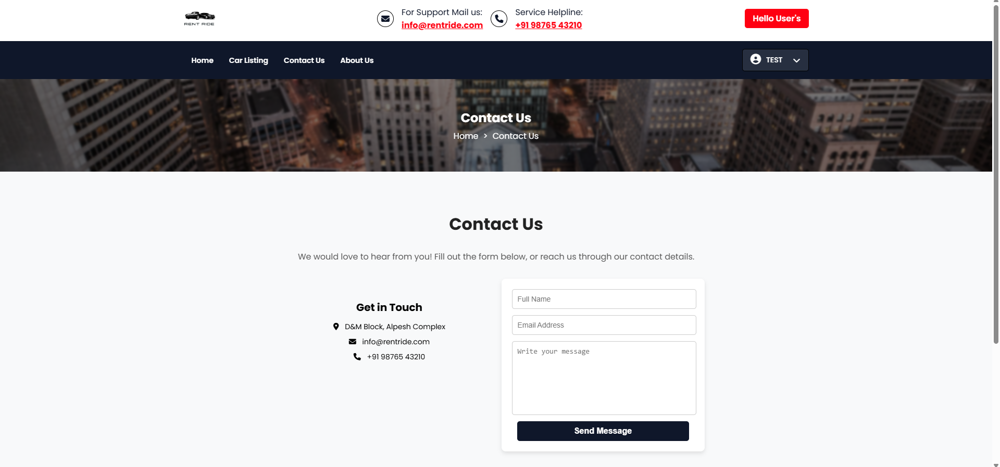 RENT RIDE
For Support Mail us:
info@rentride.com
Service Helpline:
+91 98765 43210
Hello User's
Home
Car Listing
Contact Us
About Us
TEST
Contact Us
Home > Contact Us
Contact Us
We would love to hear from you! Fill out the form below, or reach us through our contact details.
Get in Touch
D&M Block, Alpesh Complex
info@rentride.com
+91 98765 43210
Full Name
Email Address
Write your message
Send Message